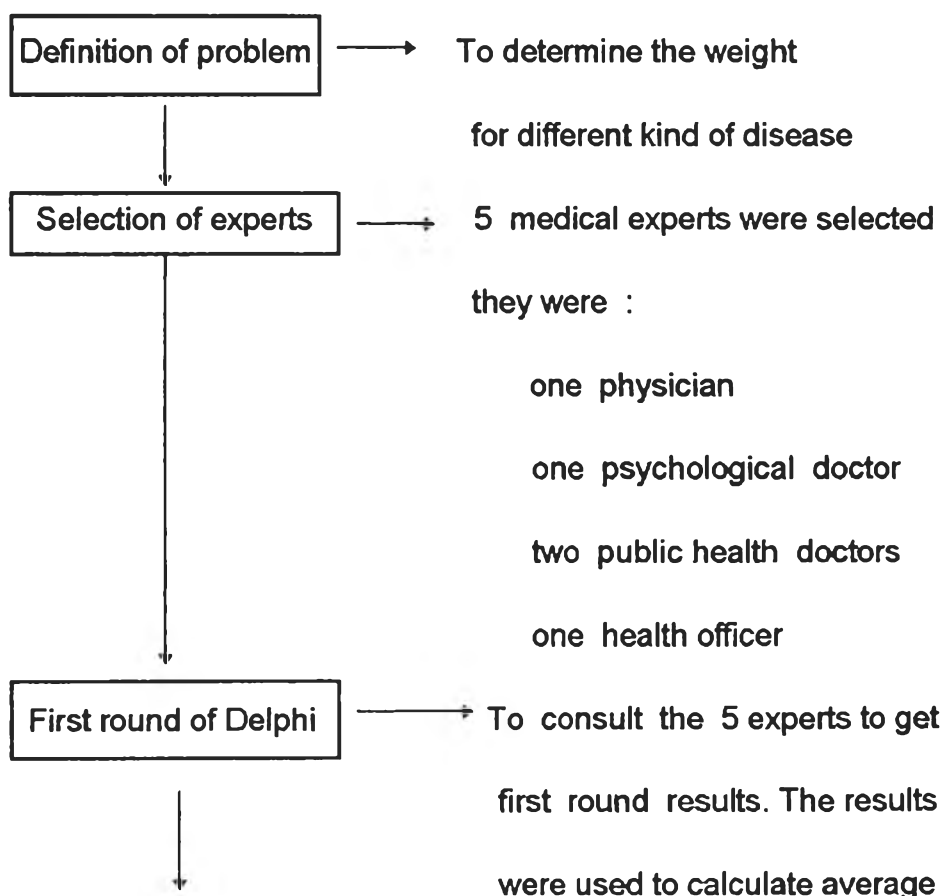 Definition of problem To determine the weight
for different kind of disease
Selection of experts 5 medical experts were selected
they were :
one physician
one psychological doctor
two public health doctors
one health officer
First round of Delphi To consult the 5 experts to get
first round results. The results
were used to calculate average